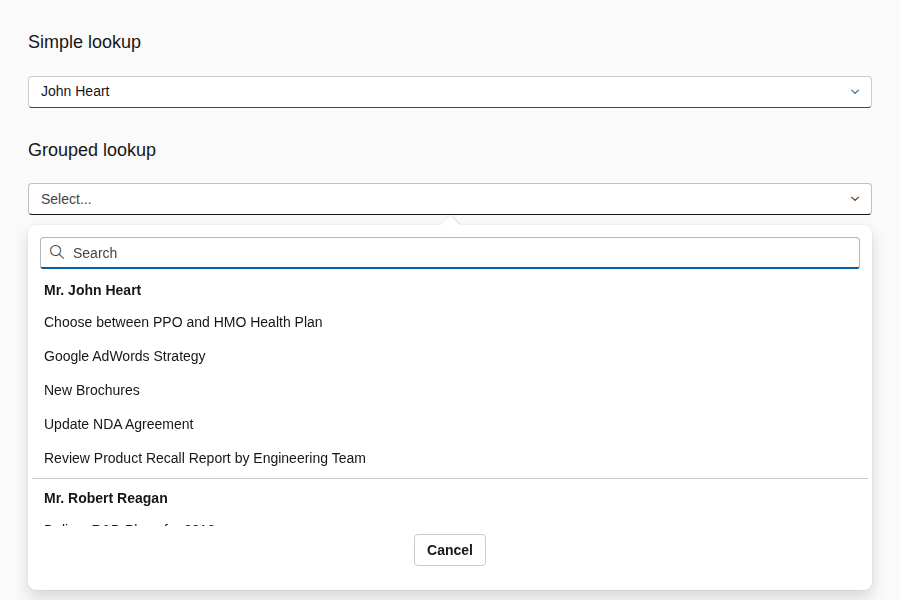 Simple lookup
John Heart
Grouped lookup
Select...
Search
Mr. John Heart
Choose between PPO and HMO Health Plan
Google AdWords Strategy
New Brochures
Update NDA Agreement
Review Product Recall Report by Engineering Team
Mr. Robert Reagan
Cancel